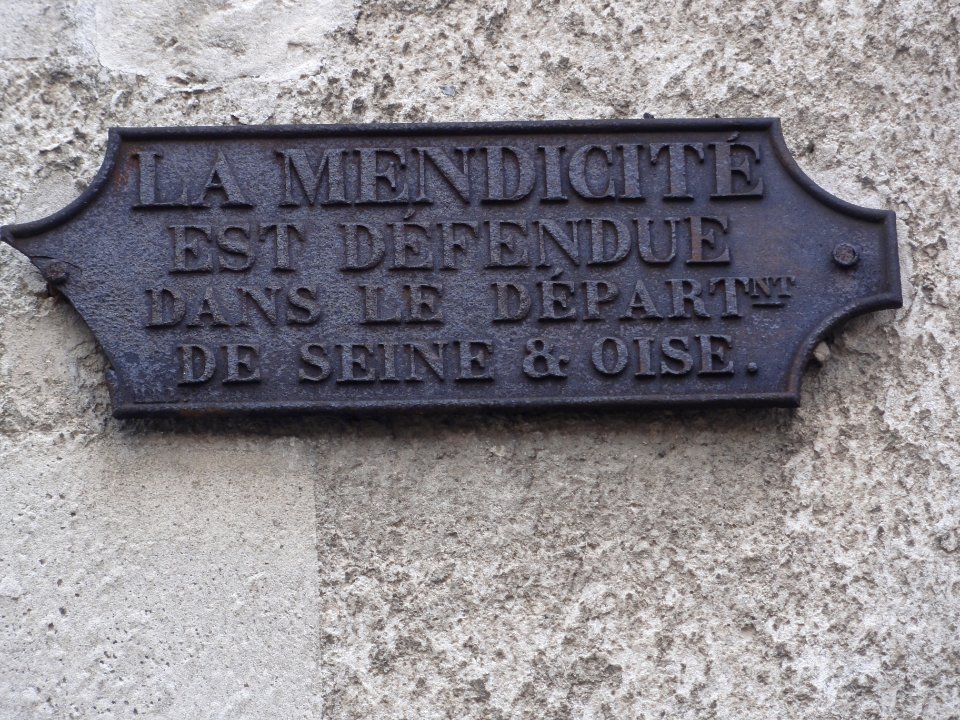 LA MENDICITÉ
EST DÉFENDUE
DANS LE DÉPARTNT
DE SEINE & OISE.